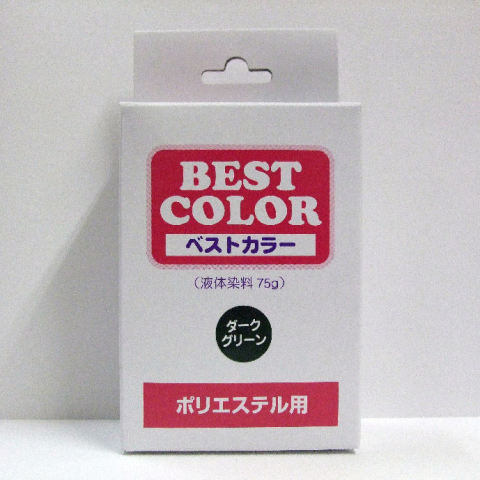 BEST
COLOR
ベストカラー
（液体染料 75g）
ダーク
グリーン
ポリエステル用